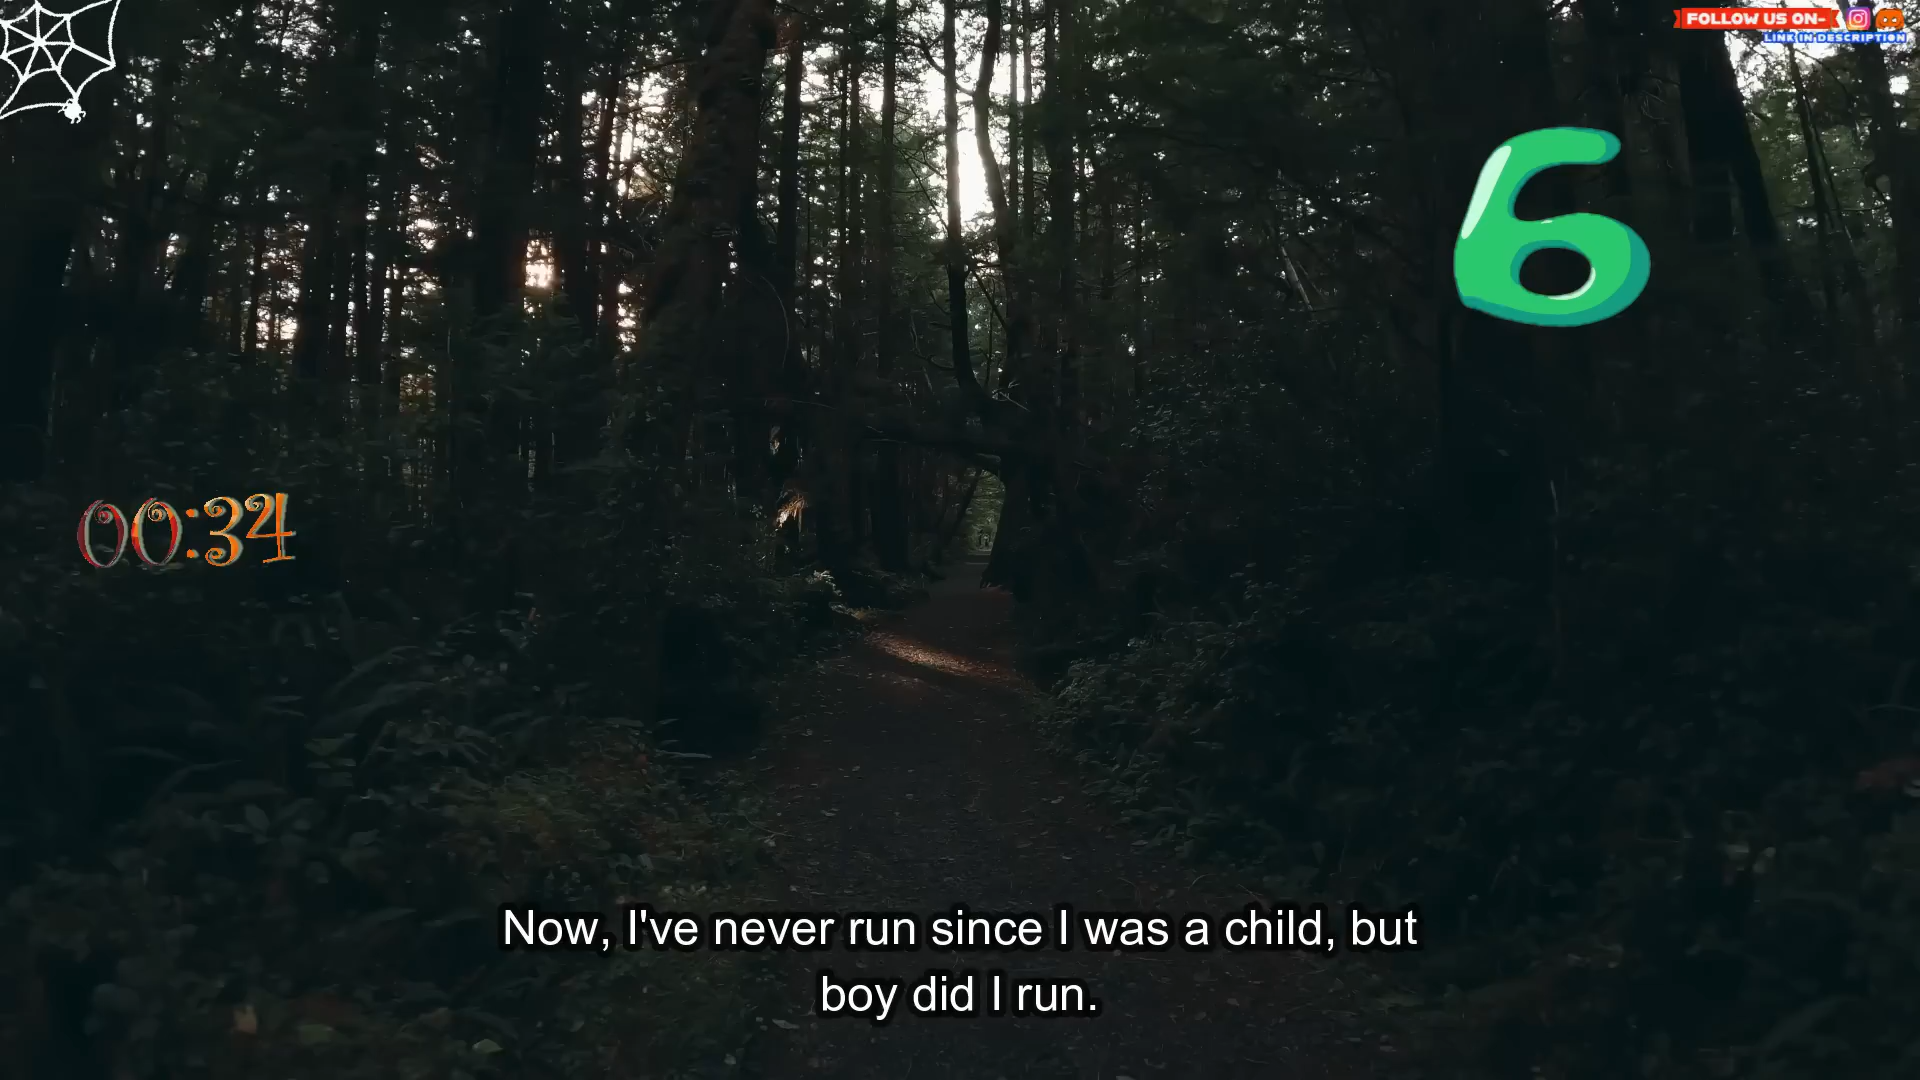 FOLLOW US ON-
LINK IN DESCRIPTION
6
00:34
Now, I've never run since I was a child, but
boy did I run.